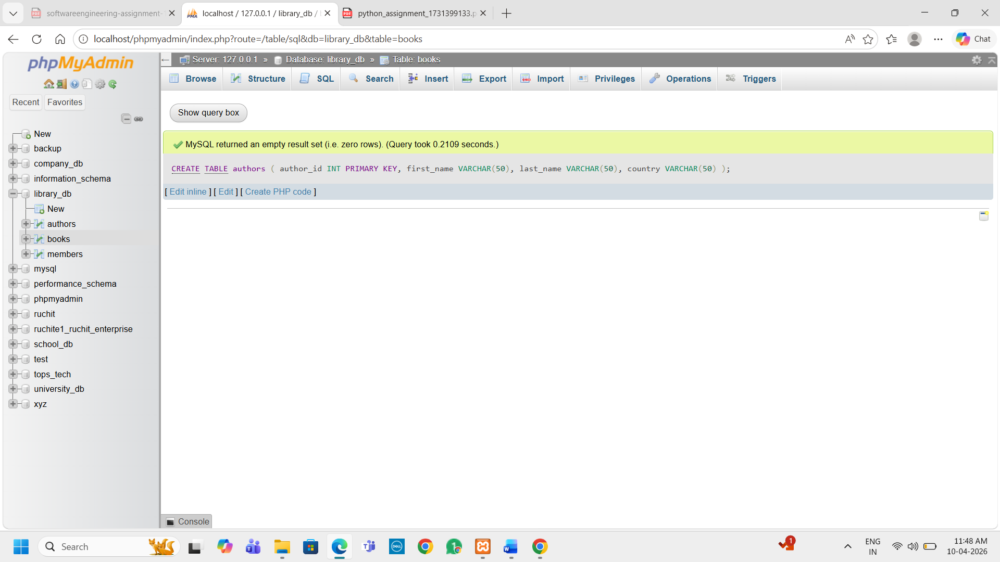 softwareengineering-assignment-
localhost / 127.0.0.1 / library_db /
python_assignment_1731399133.p
localhost/phpmyadmin/index.php?route=/table/sql&db=library_db&table=books
Chat
phpMyAdmin
Recent
Favorites
New
backup
company_db
information_schema
library_db
New
authors
books
members
mysql
performance_schema
phpmyadmin
ruchit
ruchite1_ruchit_enterprise
school_db
test
tops_tech
university_db
xyz
Server: 127.0.0.1 » Database: library_db » Table: books
Browse Structure SQL Search Insert Export Import Privileges Operations Triggers
Show query box
MySQL returned an empty result set (i.e. zero rows). (Query took 0.2109 seconds.)
CREATE TABLE authors ( author_id INT PRIMARY KEY, first_name VARCHAR(50), last_name VARCHAR(50), country VARCHAR(50) );
[ Edit inline ] [ Edit ] [ Create PHP code ]
Console
Search
1
ENG
IN
11:48 AM
10-04-2026